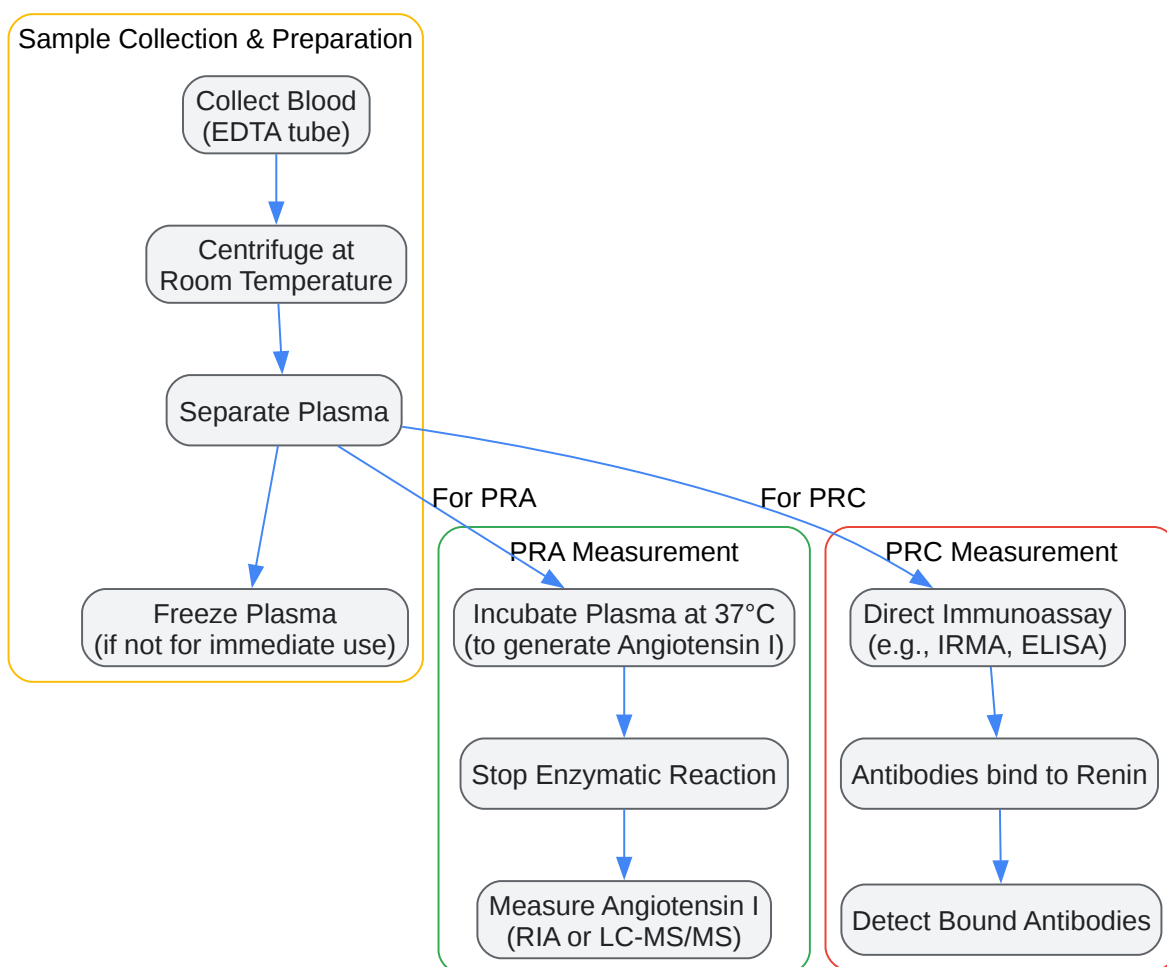 Sample Collection & Preparation
Collect Blood
(EDTA tube)
Centrifuge at
Room Temperature
Separate Plasma
For PRA
For PRC
PRA Measurement
PRC Measurement
Freeze Plasma
(if not for immediate use)
Incubate Plasma at 37°C
(to generate Angiotensin I)
Direct Immunoassay
(e.g., IRMA, ELISA)
Stop Enzymatic Reaction
Antibodies bind to Renin
Measure Angiotensin I
(RIA or LC-MS/MS)
Detect Bound Antibodies